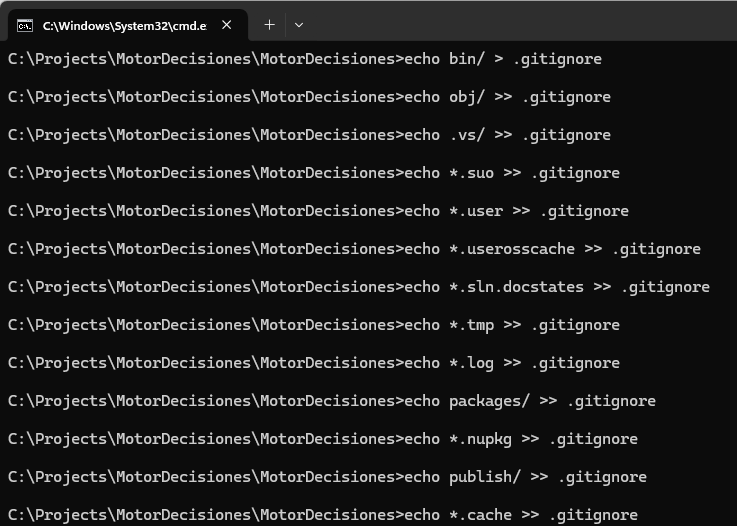 C:\Windows\System32\cmd.e
C:\Projects\MotorDecisiones\MotorDecisiones>echo bin/ > .gitignore
C:\Projects\MotorDecisiones\MotorDecisiones>echo obj/ >> .gitignore
C:\Projects\MotorDecisiones\MotorDecisiones>echo .vs/ >> .gitignore
C:\Projects\MotorDecisiones\MotorDecisiones>echo *.suo >> .gitignore
C:\Projects\MotorDecisiones\MotorDecisiones>echo *.user >> .gitignore
C:\Projects\MotorDecisiones\MotorDecisiones>echo *.userosscache >> .gitignore
C:\Projects\MotorDecisiones\MotorDecisiones>echo *.sln.docstates >> .gitignore
C:\Projects\MotorDecisiones\MotorDecisiones>echo *.tmp >> .gitignore
C:\Projects\MotorDecisiones\MotorDecisiones>echo *.log >> .gitignore
C:\Projects\MotorDecisiones\MotorDecisiones>echo packages/ >> .gitignore
C:\Projects\MotorDecisiones\MotorDecisiones>echo *.nupkg >> .gitignore
C:\Projects\MotorDecisiones\MotorDecisiones>echo publish/ >> .gitignore
C:\Projects\MotorDecisiones\MotorDecisiones>echo *.cache >> .gitignore